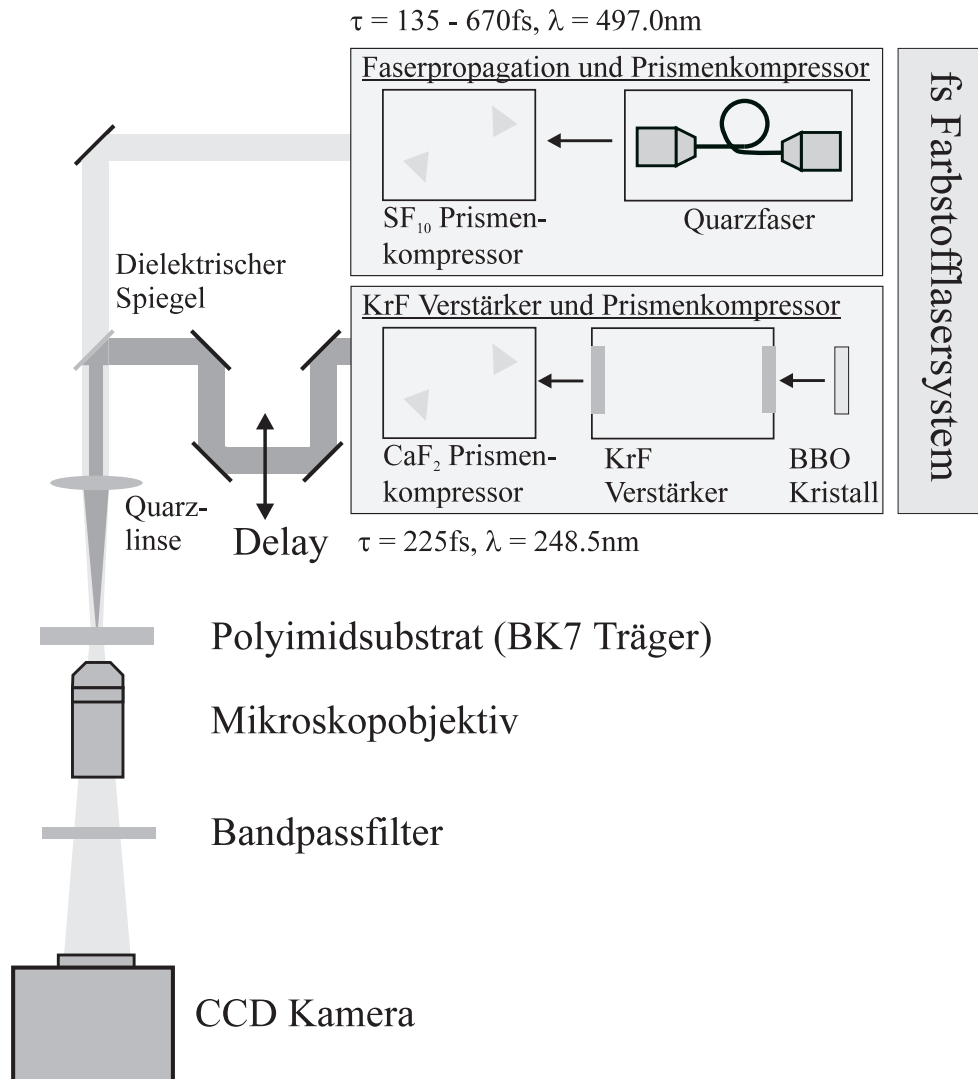 τ = 135 - 670fs, λ = 497.0nm
Faserpropagation und Prismenkompressor
SF₁₀ Prismen-
kompressor
Quarzfaser
fs Farbstofflasersystem
Dielektrischer
Spiegel
KrF Verstärker und Prismenkompressor
CaF₂ Prismen-
kompressor
KrF
Verstärker
BBO
Kristall
Quarz-
linse
Delay
τ = 225fs, λ = 248.5nm
Polyimidsubstrat (BK7 Träger)
Mikroskopobjektiv
Bandpassfilter
CCD Kamera